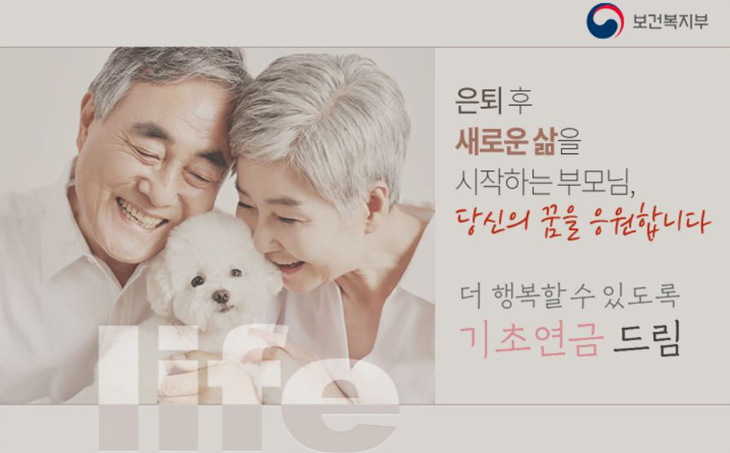 보건복지부
은퇴 후
새로운 삶을
시작하는 부모님,
당신의 꿈을 응원합니다
더 행복할 수 있도록
기초연금 드림
life